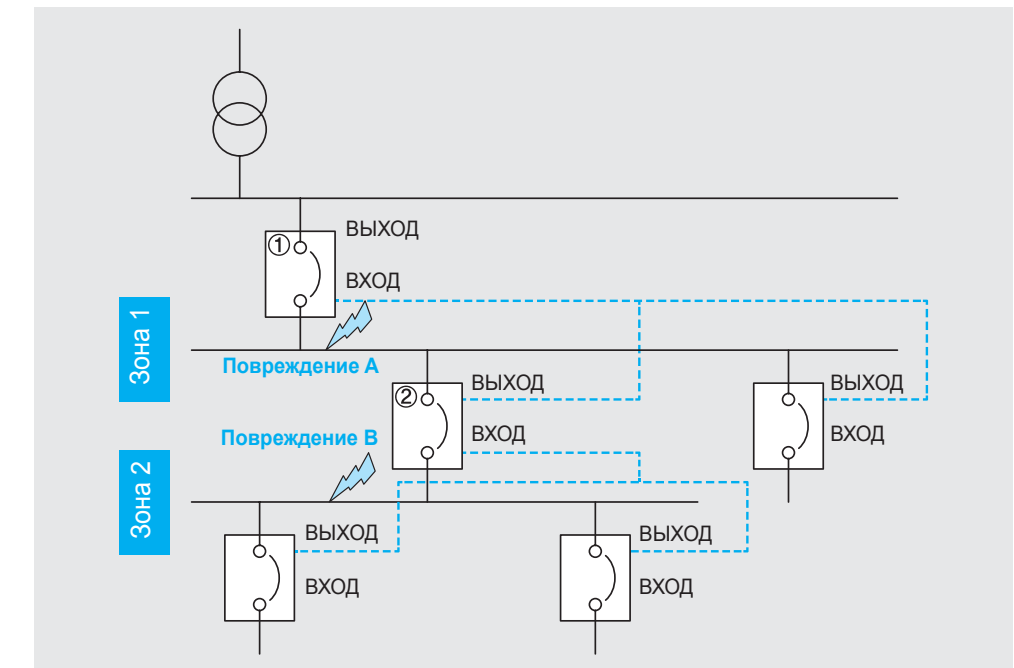 ВЫХОД
①
ВХОД
Зона 1
Повреждение А
ВЫХОД
ВЫХОД
②
Повреждение В
ВХОД
ВХОД
Зона 2
ВЫХОД
ВЫХОД
ВХОД
ВХОД